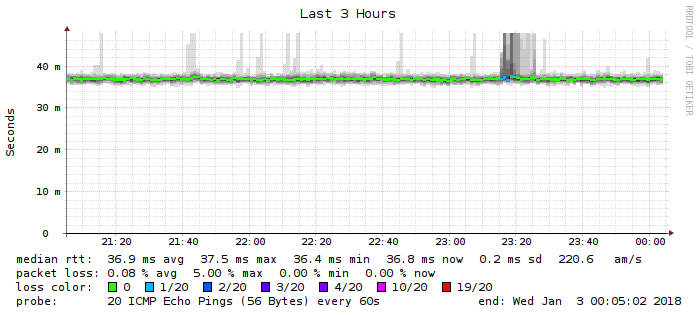 Last 3 Hours
RRDTOOL / TOBI OETIKER
Seconds
40 m
30 m
20 m
10 m
0
21:20 21:40 22:00 22:20 22:40 23:00 23:20 23:40 00:00
median rtt: 36.9 ms avg 37.5 ms max 36.4 ms min 36.8 ms now 0.2 ms sd 220.6 am/s
packet loss: 0.08 % avg 5.00 % max 0.00 % min 0.00 % now
loss color: 0 1/20 2/20 3/20 4/20 10/20 19/20
probe: 20 ICMP Echo Pings (56 Bytes) every 60s end: Wed Jan 3 00:05:02 2018